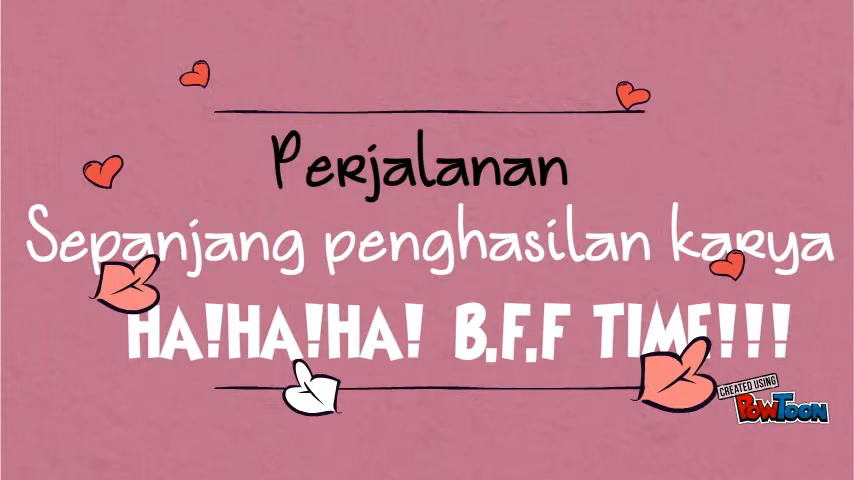 Perjalanan
Sepanjang penghasilan karya
HA!HA!HA! B.F.F TIME!!!
CREATED USING
POWTOON